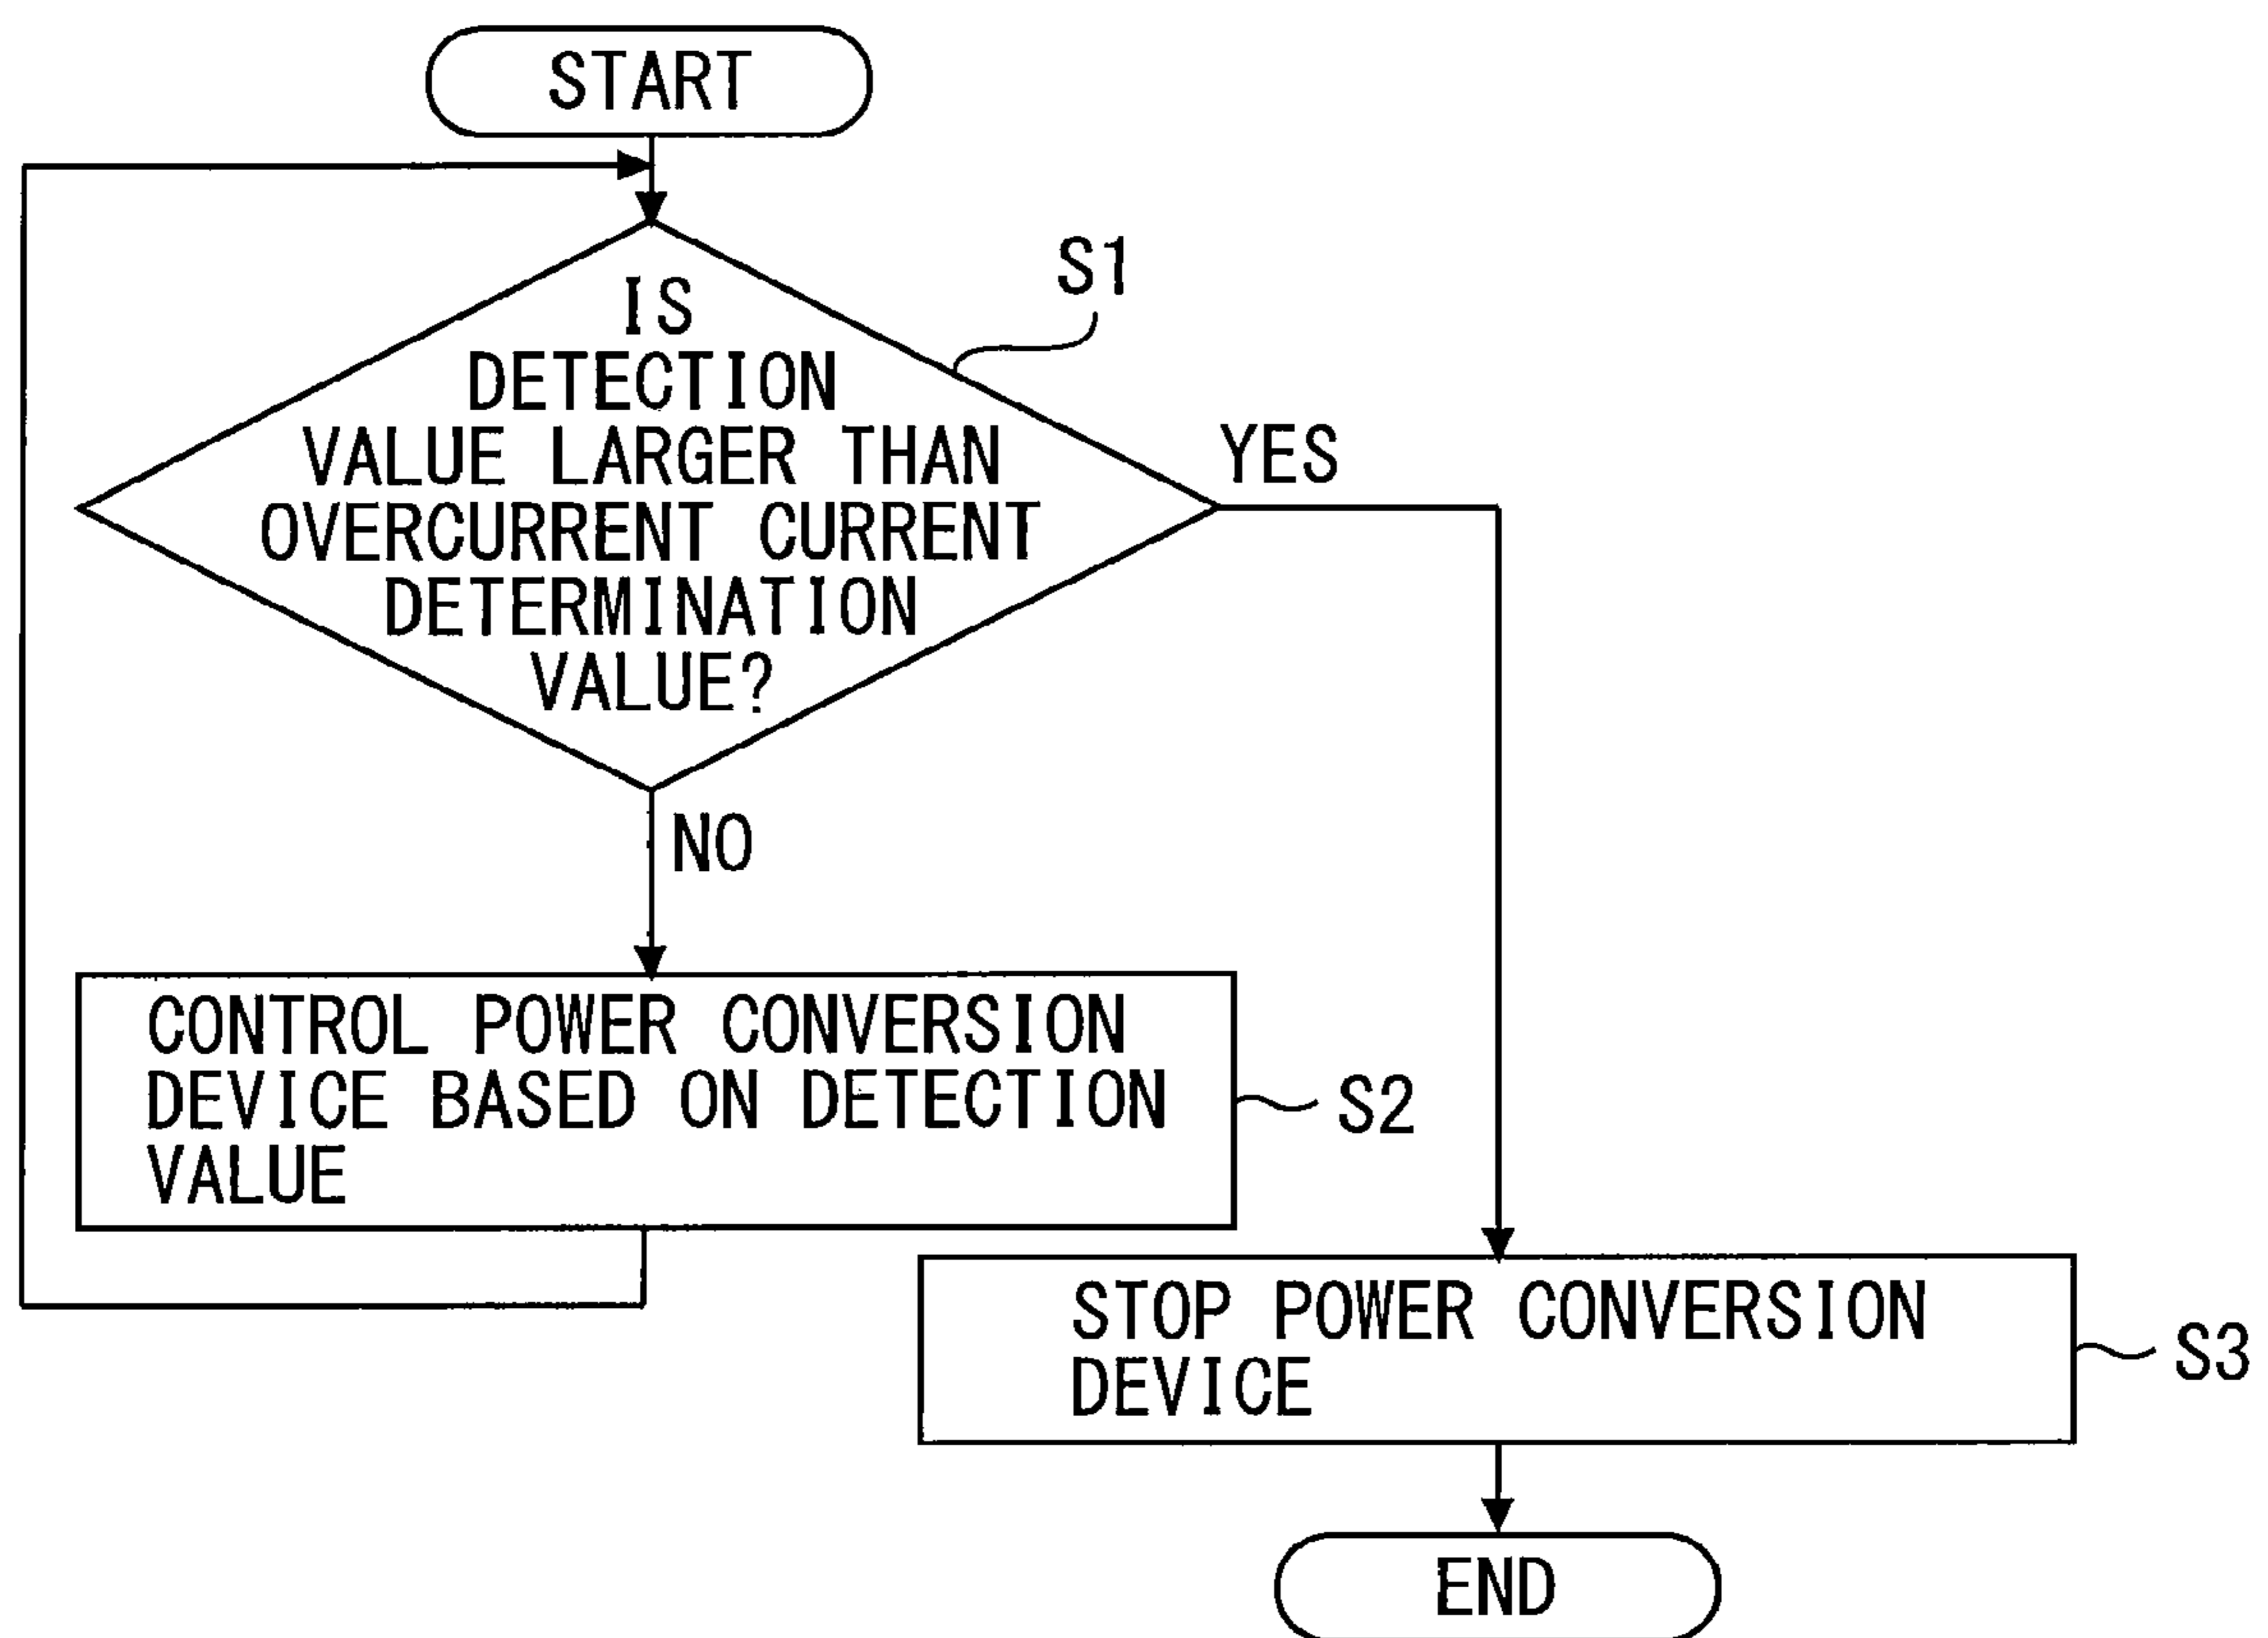 START
S1
IS
DETECTION
VALUE LARGER THAN
OVERCURRENT CURRENT
DETERMINATION
VALUE?
YES
NO
CONTROL POWER CONVERSION
DEVICE BASED ON DETECTION
VALUE
S2
STOP POWER CONVERSION
DEVICE
S3
END